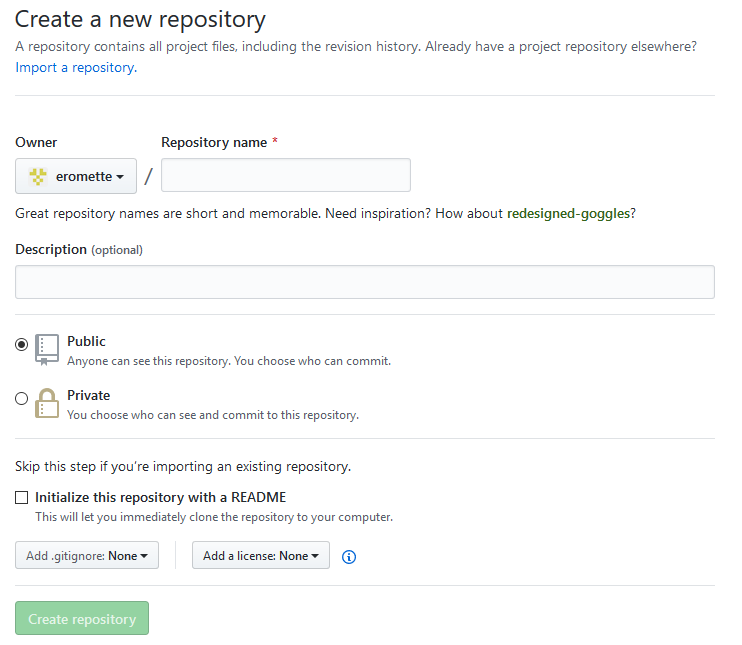 Create a new repository
A repository contains all project files, including the revision history. Already have a project repository elsewhere?
Import a repository.
Owner Repository name *
eromette /
Great repository names are short and memorable. Need inspiration? How about redesigned-goggles?
Description (optional)
Public
Anyone can see this repository. You choose who can commit.
Private
You choose who can see and commit to this repository.
Skip this step if you’re importing an existing repository.
Initialize this repository with a README
This will let you immediately clone the repository to your computer.
Add .gitignore: None Add a license: None
Create repository